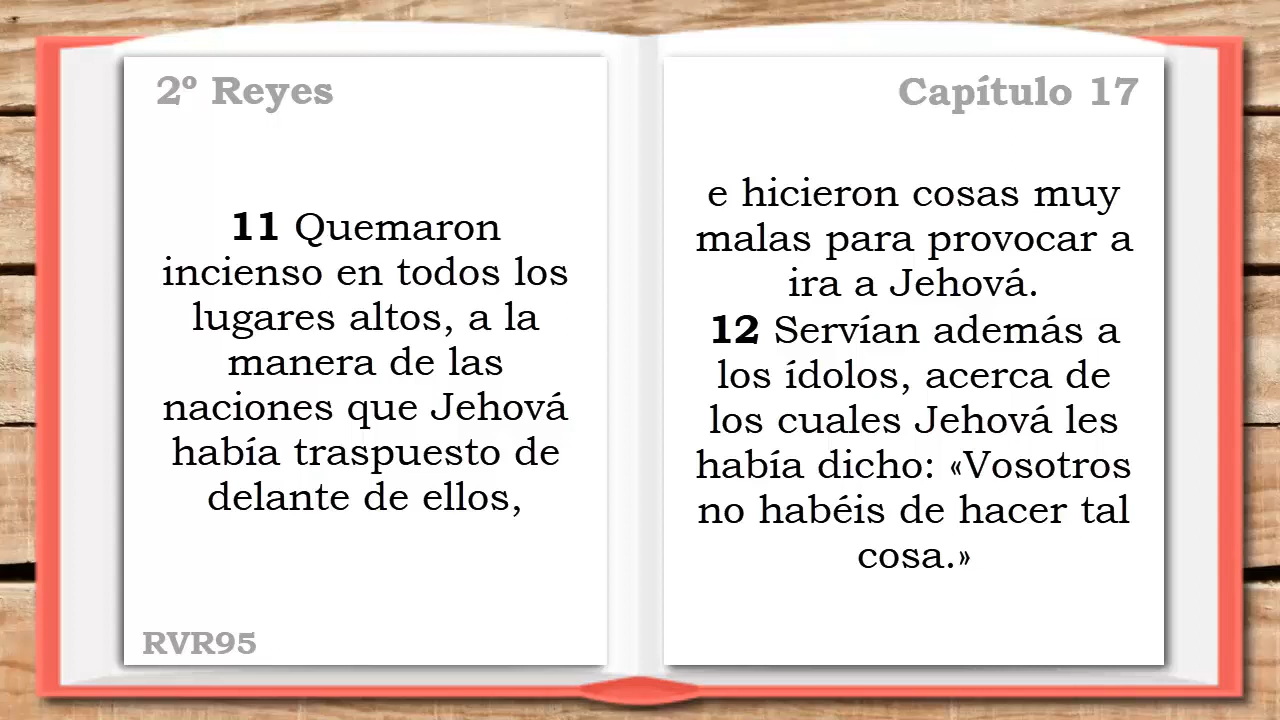 2º Reyes
11 Quemaron
incienso en todos los
lugares altos, a la
manera de las
naciones que Jehová
había traspuesto de
delante de ellos,
RVR95
Capítulo 17
e hicieron cosas muy
malas para provocar a
ira a Jehová.
12 Servían además a
los ídolos, acerca de
los cuales Jehová les
había dicho: «Vosotros
no habéis de hacer tal
cosa.»